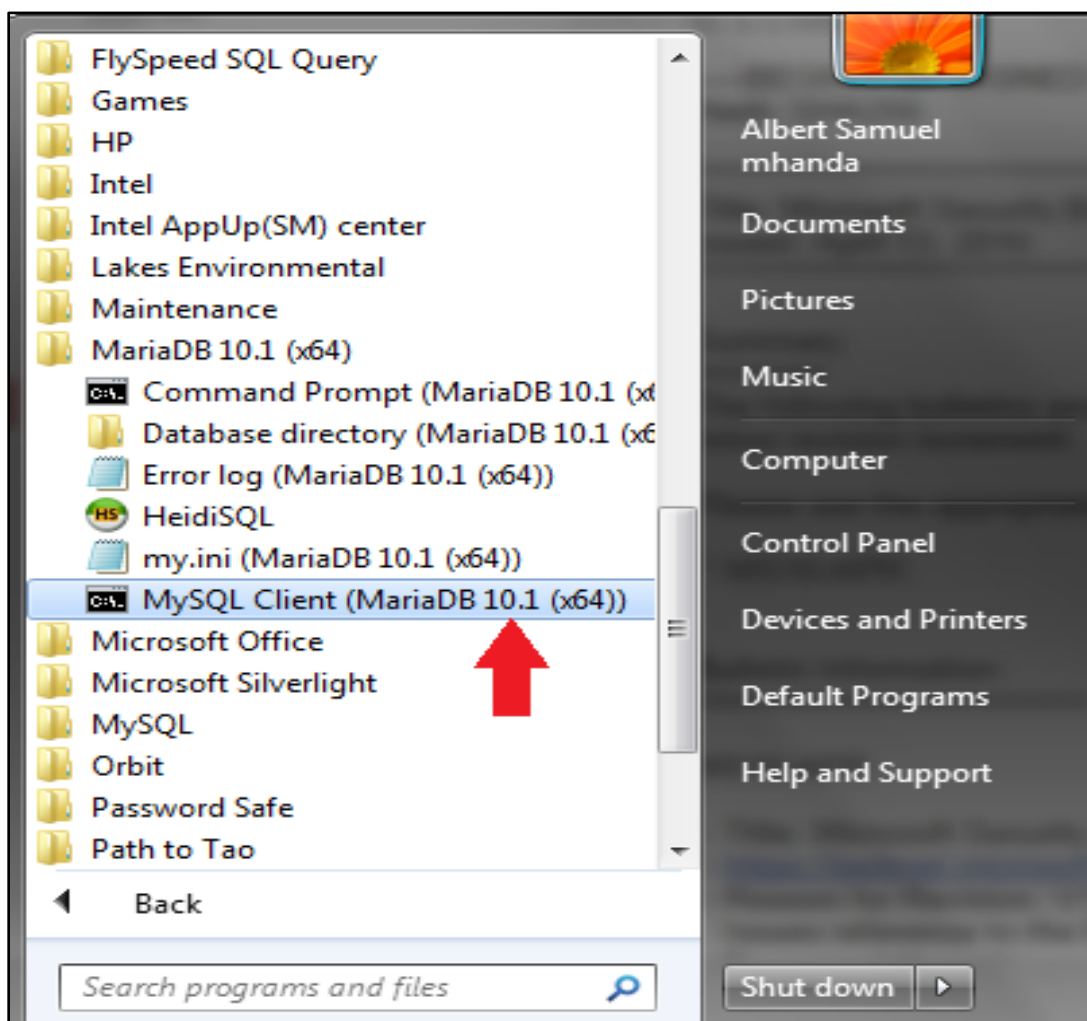 FlySpeed SQL Query
Games
HP
Intel
Intel AppUp(SM) center
Lakes Environmental
Maintenance
MariaDB 10.1 (x64)
Command Prompt (MariaDB 10.1 (x6
Database directory (MariaDB 10.1 (x6
Error log (MariaDB 10.1 (x64))
HS HeidiSQL
my.ini (MariaDB 10.1 (x64))
MySQL Client (MariaDB 10.1 (x64))
Microsoft Office
Microsoft Silverlight
MySQL
Orbit
Password Safe
Path to Tao
Back
Search programs and files
Albert Samuel
mhanda
Documents
Pictures
Music
Computer
Control Panel
Devices and Printers
Default Programs
Help and Support
Shut down